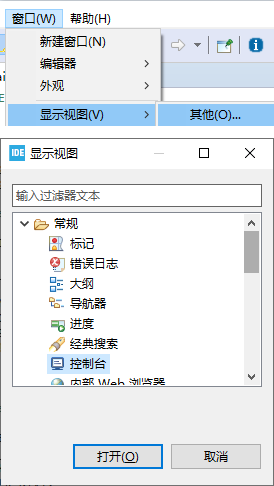 窗口(W) 帮助(H)
新建窗口(N)
编辑器
外观
显示视图(V) 其他(O)...
IDE 显示视图
输入过滤器文本
常规
标记
错误日志
大纲
导航器
进度
经典搜索
控制台
内部 Web 浏览器
打开(O) 取消